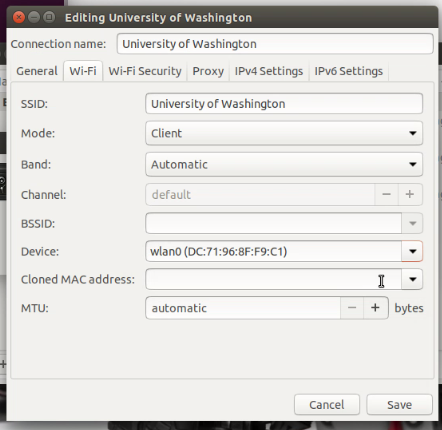 Editing University of Washington
Connection name: University of Washington
General Wi-Fi Wi-Fi Security Proxy IPv4 Settings IPv6 Settings
SSID: University of Washington
Mode: Client
Band: Automatic
Channel: default
BSSID:
Device: wlan0 (DC:71:96:8F:F9:C1)
Cloned MAC address:
MTU: automatic bytes
Cancel Save